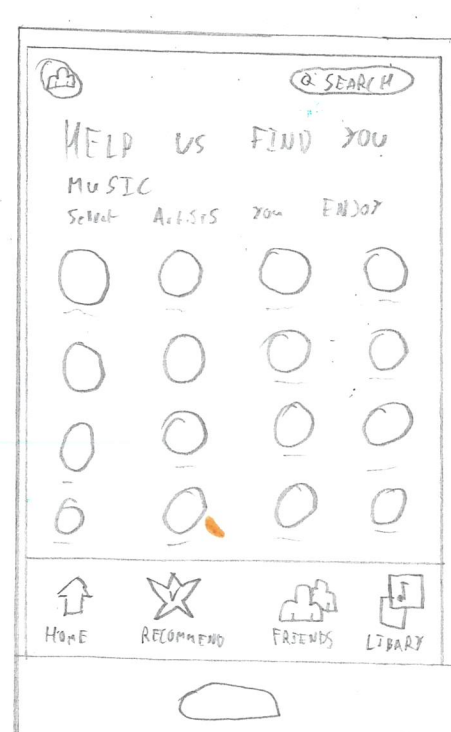 SEARCH
HELP US FIND YOU
MUSIC
Select Artists you ENJOY
HOME RECOMMEND FRIENDS LIBARY